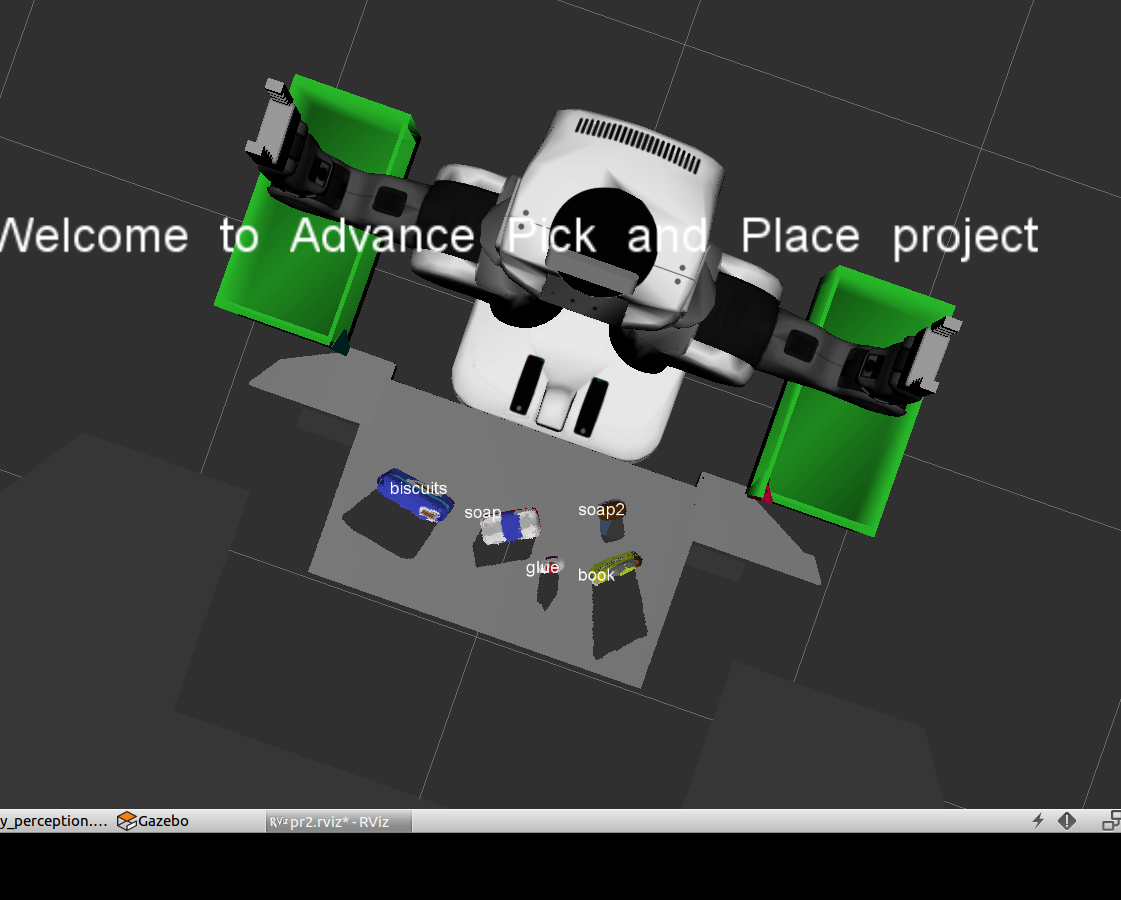 Welcome to Advance Pick and Place project
biscuits
soap
soap2
glue
book
y_perception.... Gazebo RViz pr2.rviz* - RViz